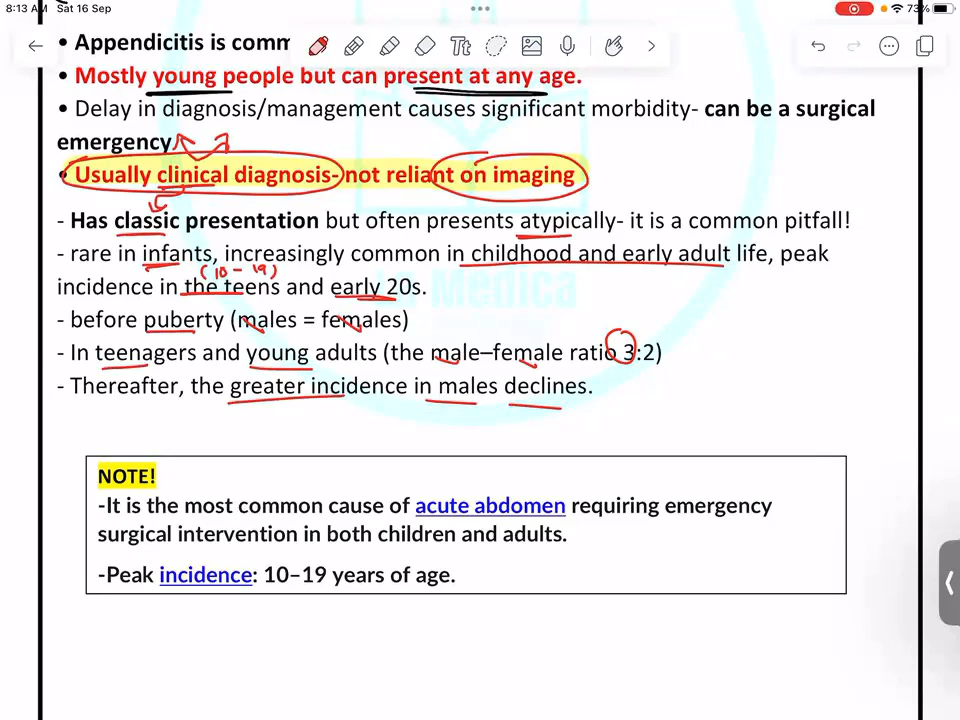 8:13 AM Sat 16 Sep 73%
• Appendicitis is comm
Tt
• Mostly young people but can present at any age.
• Delay in diagnosis/management causes significant morbidity- can be a surgical
emergency
• Usually clinical diagnosis- not reliant on imaging
- Has classic presentation but often presents atypically- it is a common pitfall!
- rare in infants, increasingly common in childhood and early adult life, peak
(10 - 19)
incidence in the teens and early 20s.
La Medica
- before puberty (males = females)
- In teenagers and young adults (the male–female ratio 3:2)
- Thereafter, the greater incidence in males declines.
NOTE!
-It is the most common cause of acute abdomen requiring emergency
surgical intervention in both children and adults.
-Peak incidence: 10–19 years of age.